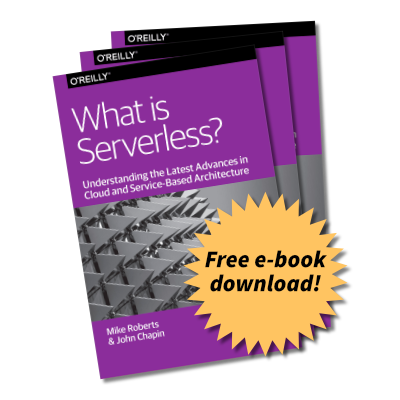 O'REILLY®
O'REILLY®
O'REILLY®
What is
Serverless?
Understanding the Latest Advances in
Cloud and Service-Based Architecture
Free e-book
download!
Mike Roberts
& John Chapin